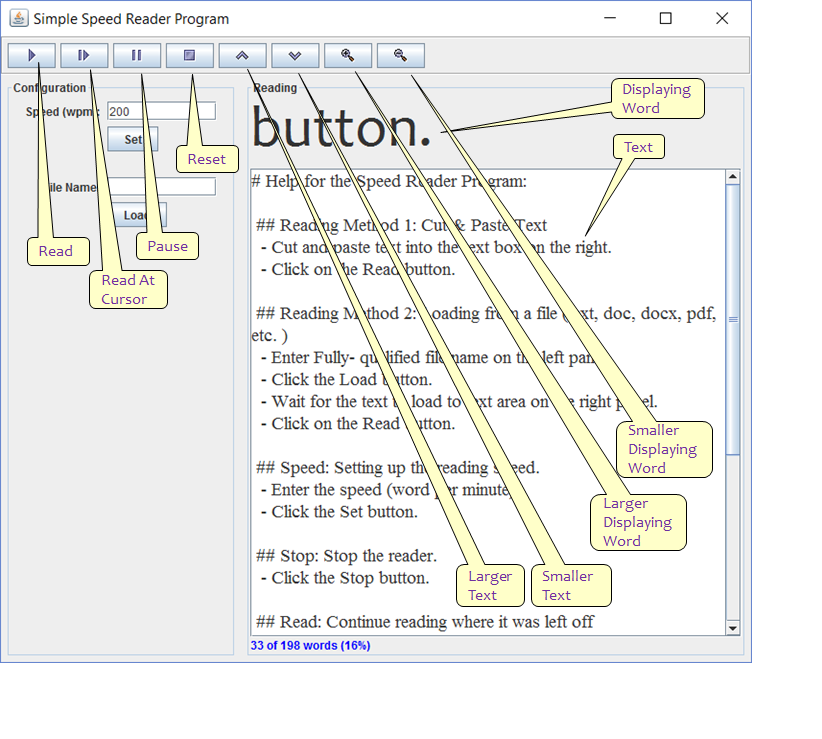 Simple Speed Reader Program
Configuration
Speed (wpm):
200
Set
File Name
Load
Reading
button.
Displaying
Word
Text
Reset
Read
Pause
Read At
Cursor
# Help for the Speed Reader Program:
## Reading Method 1: Cut & Paste Text
- Cut and paste text into the text box on the right.
- Click on the Read button.
## Reading Method 2: Loading from a file ( txt, doc, docx, pdf,
etc. )
- Enter Fully- qualified file name on the left panel.
- Click the Load button.
- Wait for the text to load to text area on the right panel.
- Click on the Read button.
## Speed: Setting up the reading speed.
- Enter the speed (word per minute)
- Click the Set button.
## Stop: Stop the reader.
- Click the Stop button.
## Read: Continue reading where it was left off
Smaller
Displaying
Word
Larger
Displaying
Word
Larger
Text
Smaller
Text
33 of 198 words (16%)